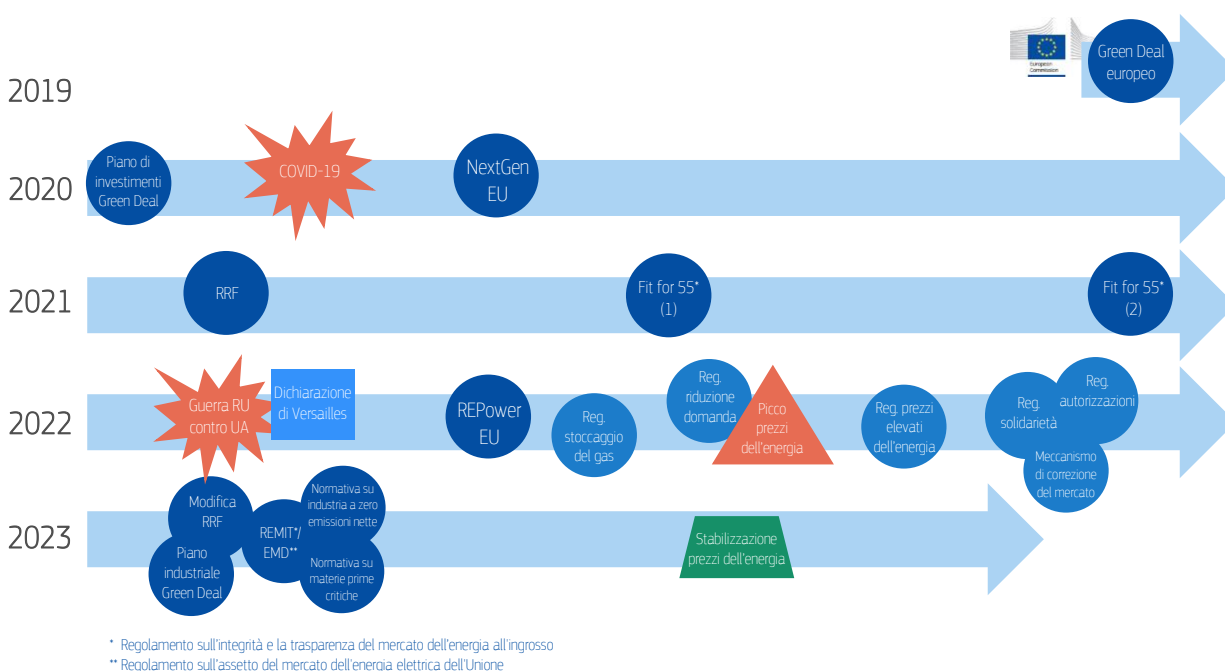 2019
European
Commission
Green Deal
europeo
2020
Piano di
investimenti
Green Deal
COVID-19
NextGen
EU
2021
RRF
Fit for 55*
(1)
Fit for 55*
(2)
2022
Guerra RU
contro UA
Dichiarazione
di Versailles
REPower
EU
Reg.
stoccaggio
del gas
Reg.
riduzione
domanda
Picco
prezzi
dell'energia
Reg. prezzi
elevati
dell'energia
Reg.
solidarietà
Reg.
autorizzazioni
Meccanismo
di correzione
del mercato
2023
Modifica
RRF
Piano
industriale
Green Deal
REMIT*/
EMD**
Normativa su
industria a zero
emissioni nette
Normativa su
materie prime
critiche
Stabilizzazione
prezzi dell'energia
* Regolamento sull'integrità e la trasparenza del mercato dell'energia all'ingrosso
** Regolamento sull'assetto del mercato dell'energia elettrica dell'Unione